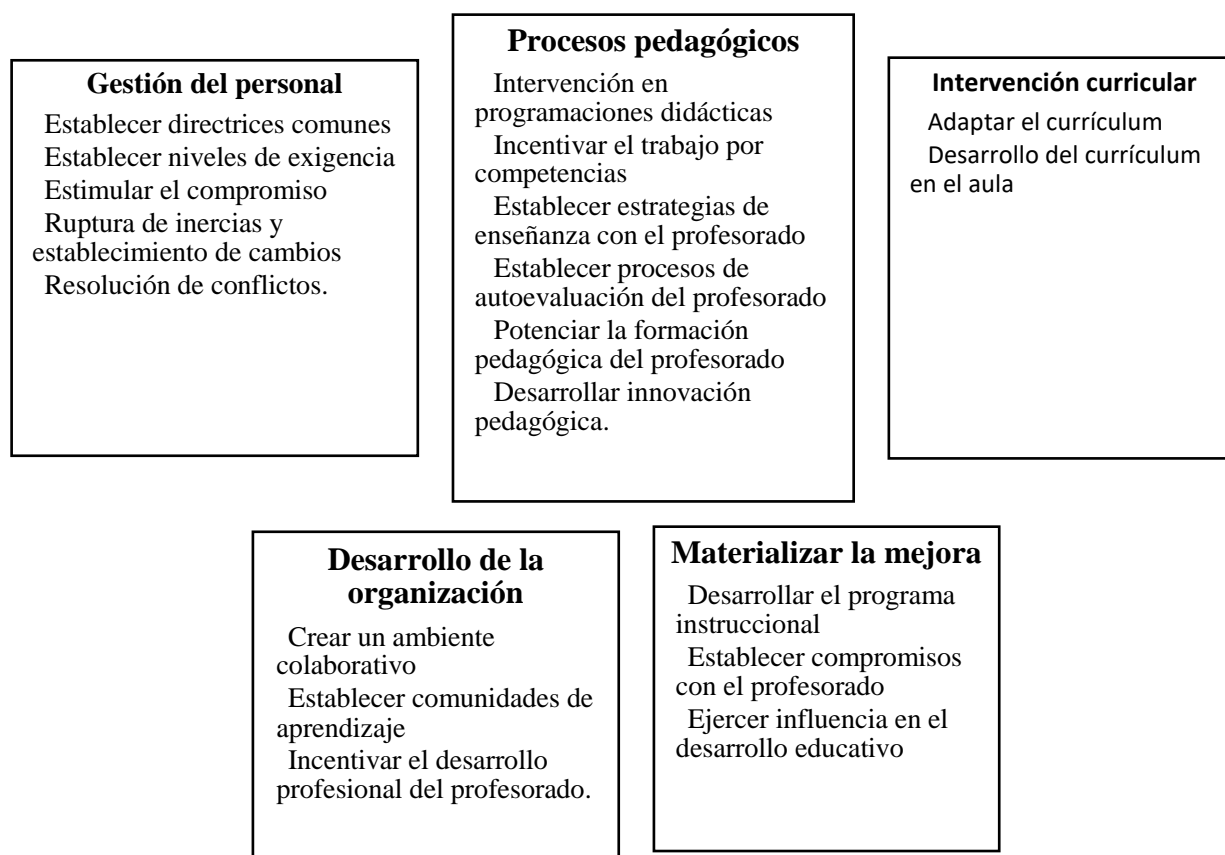 Gestión del personal
Establecer directrices comunes
Establecer niveles de exigencia
Estimular el compromiso
Ruptura de inercias y
establecimiento de cambios
Resolución de conflictos.
Procesos pedagógicos
Intervención en
programaciones didácticas
Incentivar el trabajo por
competencias
Establecer estrategias de
enseñanza con el profesorado
Establecer procesos de
autoevaluación del profesorado
Potenciar la formación
pedagógica del profesorado
Desarrollar innovación
pedagógica.
Intervención curricular
Adaptar el currículum
Desarrollo del currículum
en el aula
Desarrollo de la
organización
Crear un ambiente
colaborativo
Establecer comunidades de
aprendizaje
Incentivar el desarrollo
profesional del profesorado.
Materializar la mejora
Desarrollar el programa
instruccional
Establecer compromisos
con el profesorado
Ejercer influencia en el
desarrollo educativo